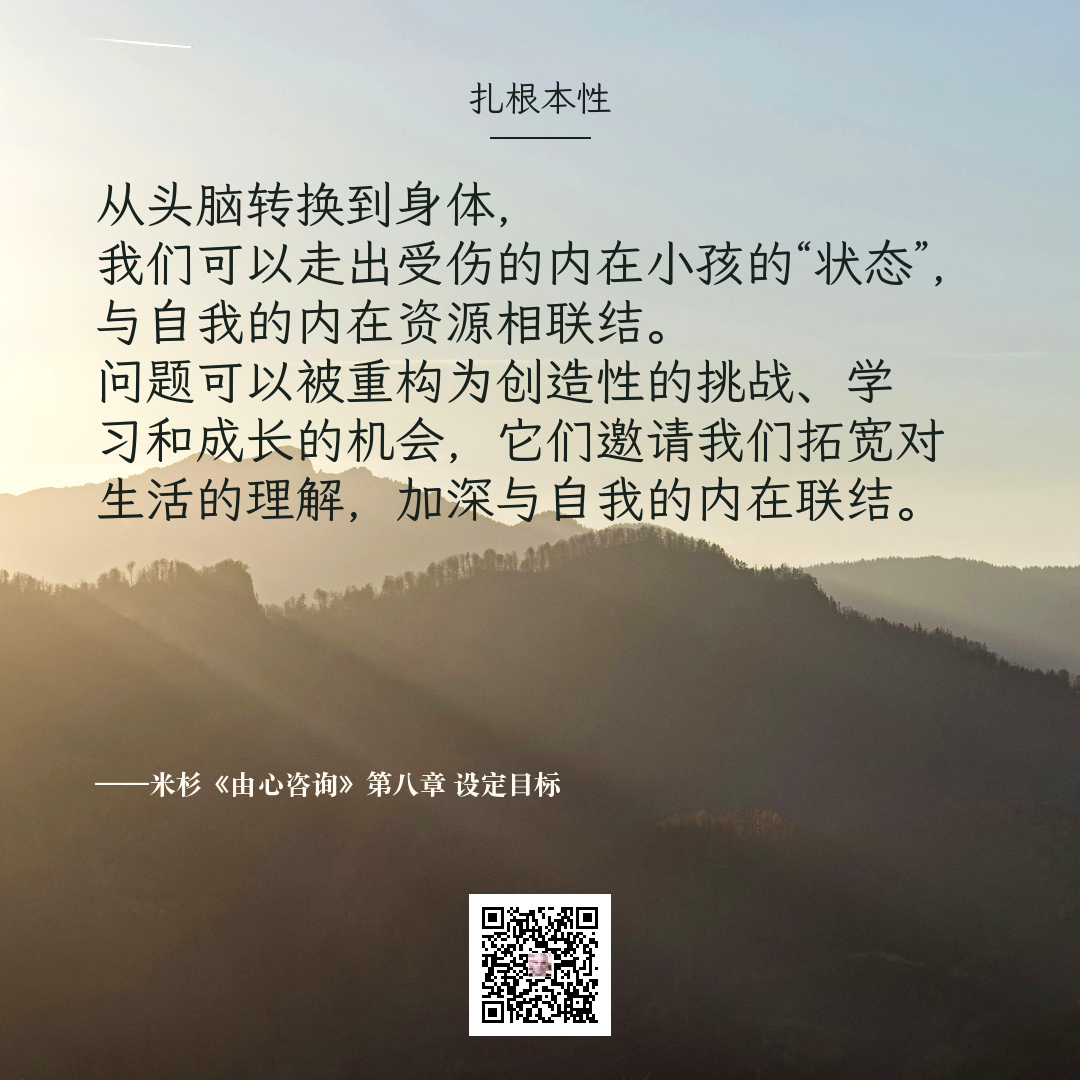 扎根本性
从头脑转换到身体，
我们可以走出受伤的内在小孩的“状态”，
与自我的内在资源相联结。
问题可以被重构为创造性的挑战、学
习和成长的机会，它们邀请我们拓宽对
生活的理解，加深与自我的内在联结。
——米杉《由心咨询》第八章 设定目标